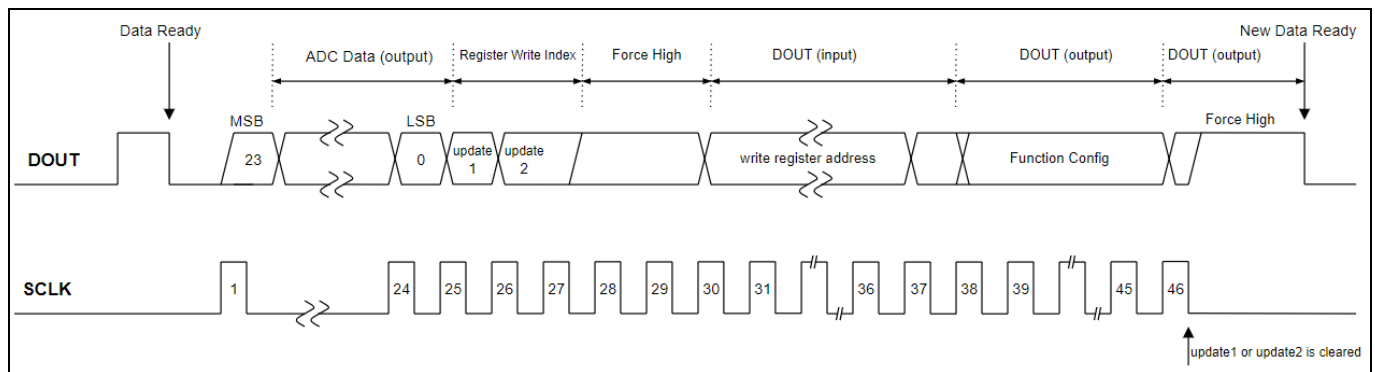 Data Ready
New Data Ready
ADC Data (output)
Register Write Index
Force High
DOUT (input)
DOUT (output)
DOUT (output)
MSB
LSB
Force High
DOUT
23
0
update 1
update 2
write register address
Function Config
SCLK
1
24
25
26
27
28
29
30
31
36
37
38
39
45
46
update1 or update2 is cleared